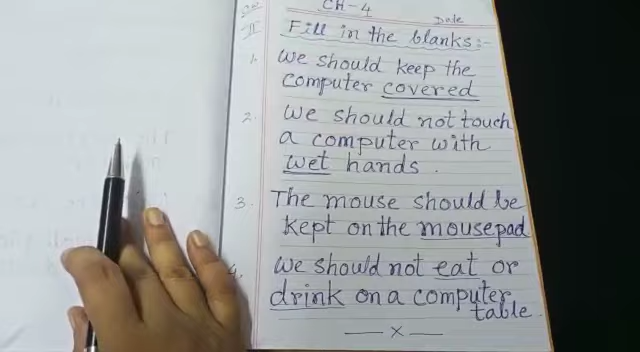 CH-4
Date
II Fill in the blanks:-
1. We should keep the
computer covered
2. We should not touch
a computer with
wet hands.
3. The mouse should be
kept on the mousepad
4. We should not eat or
drink on a computer
table.
x